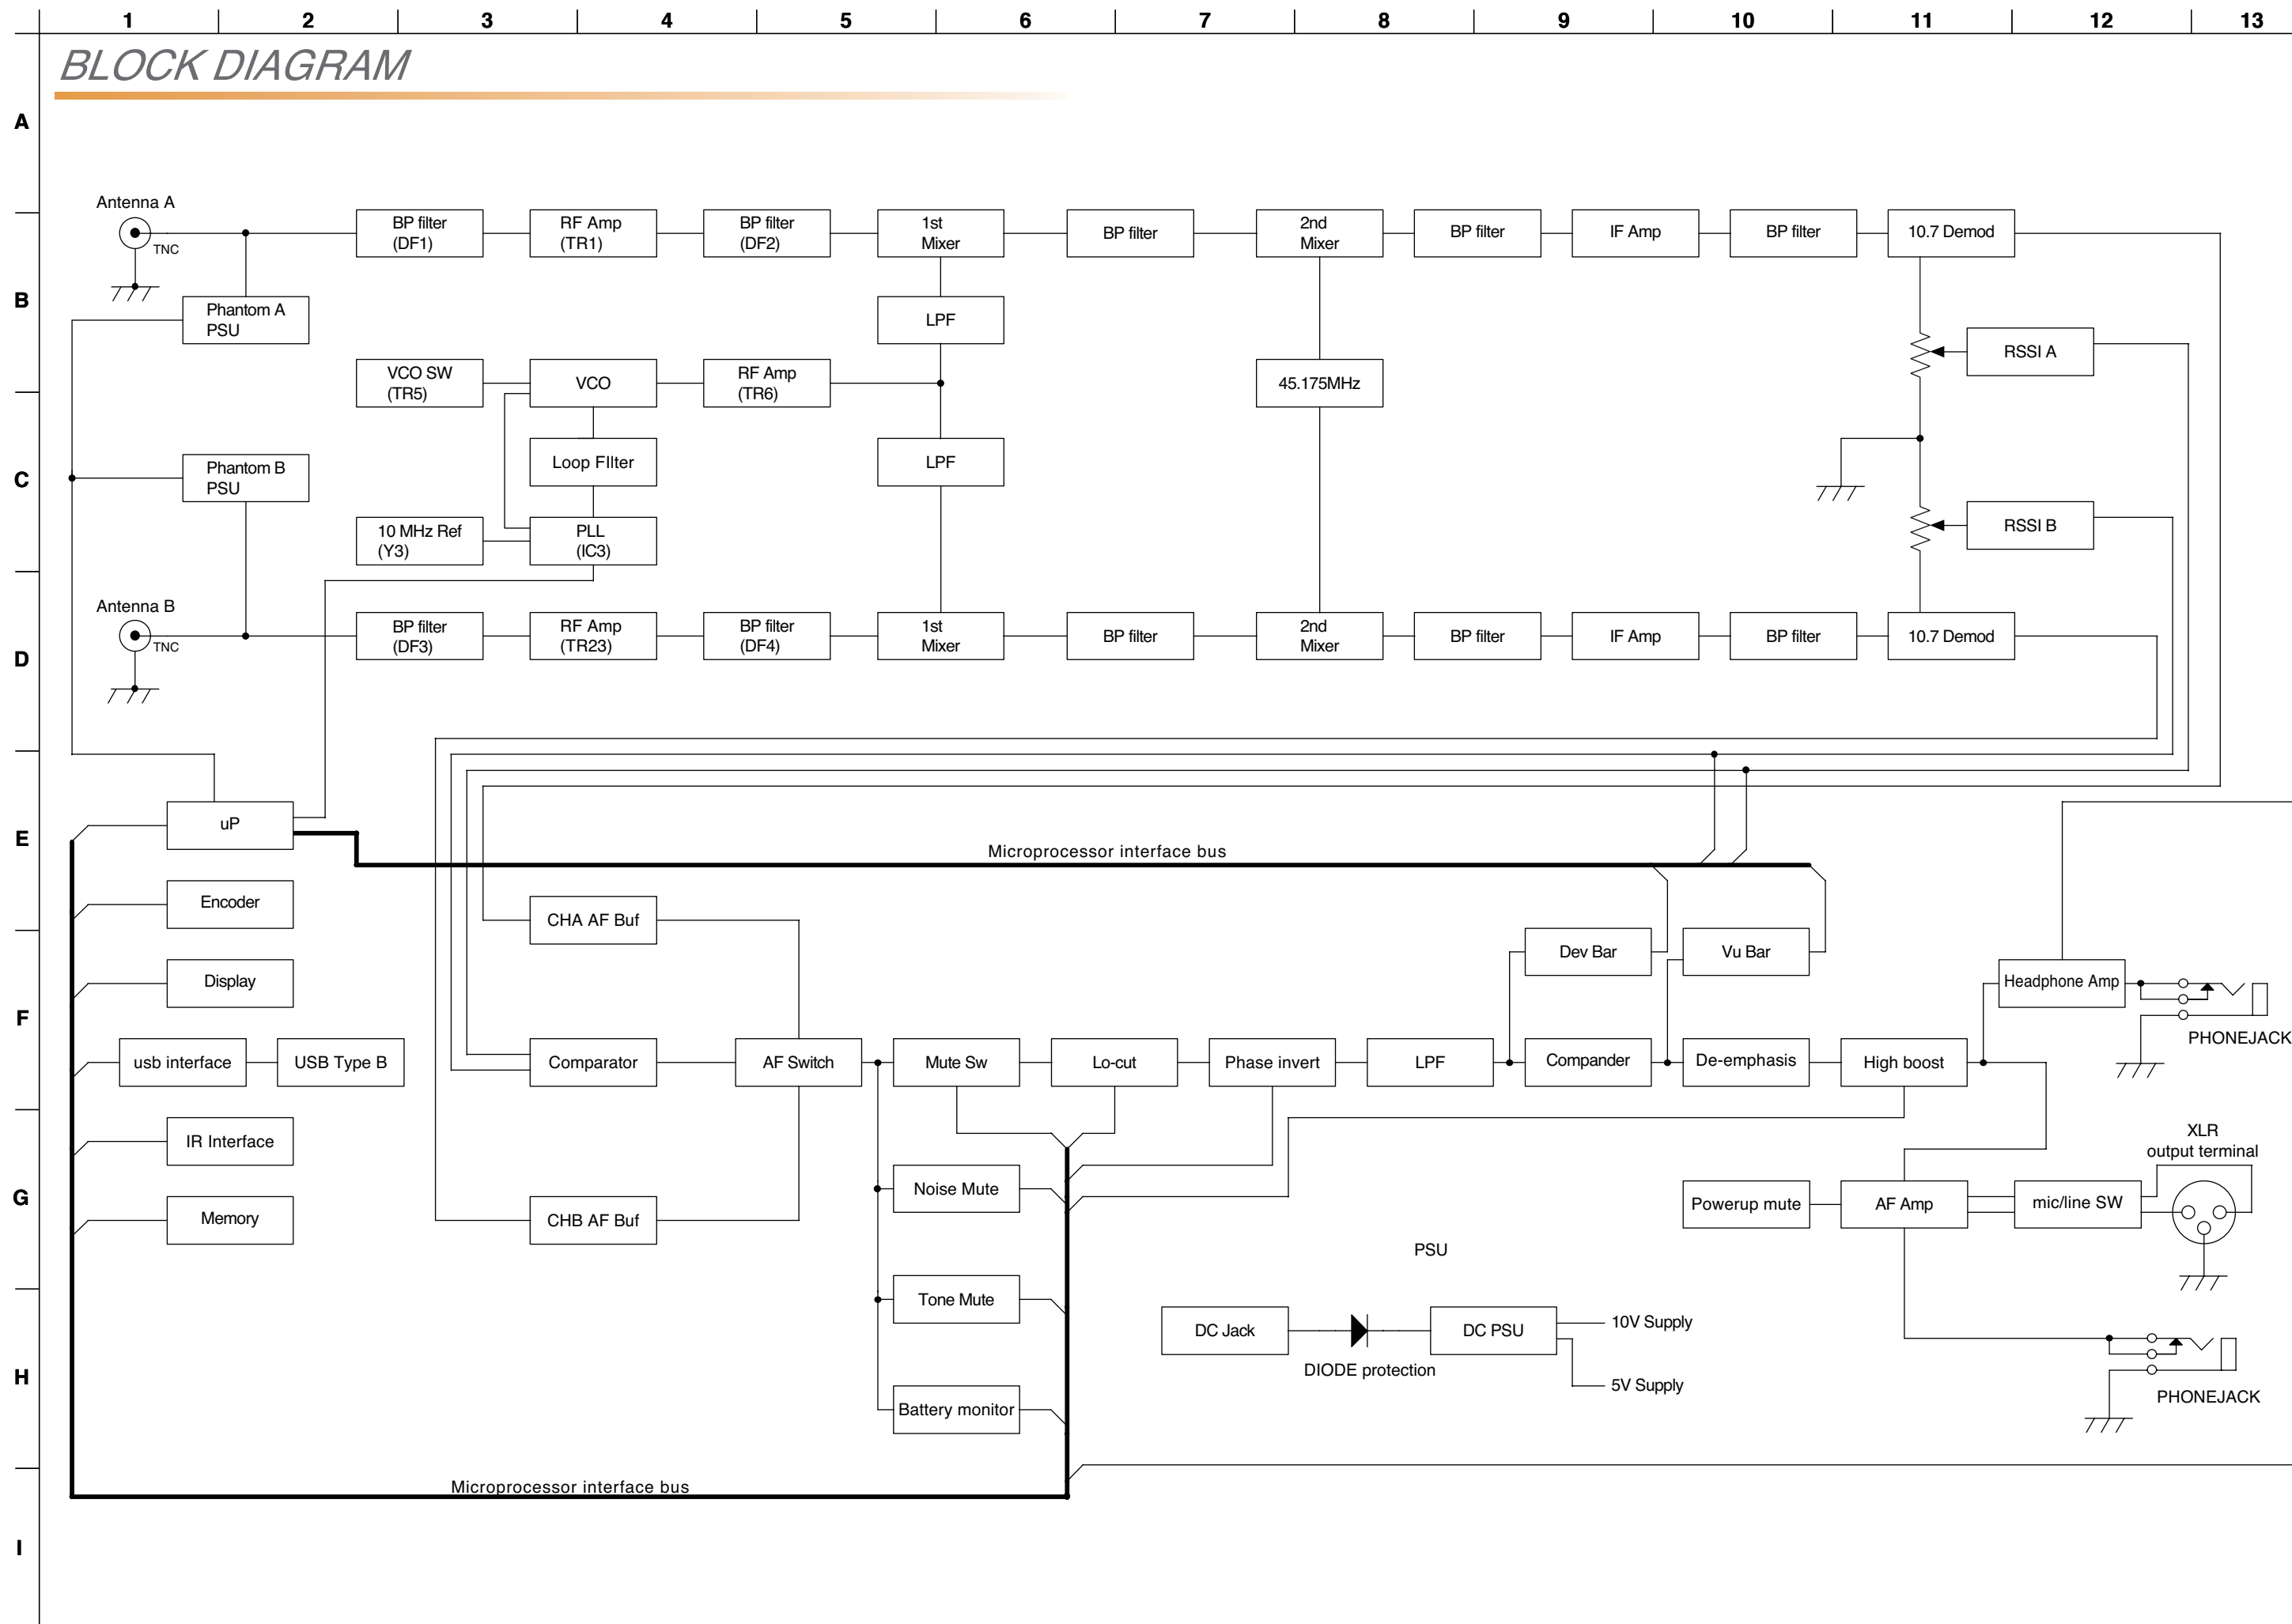 1 2 3 4 5 6 7 8 9 10 11 12 13
BLOCK DIAGRAM
A
Antenna A
TNC
BP filter
(DF1)
RF Amp
(TR1)
BP filter
(DF2)
1st
Mixer
BP filter
2nd
Mixer
BP filter
IF Amp
BP filter
10.7 Demod
B
Phantom A
PSU
LPF
RSSI A
VCO SW
(TR5)
VCO
RF Amp
(TR6)
45.175MHz
C
Phantom B
PSU
Loop FIlter
LPF
10 MHz Ref
(Y3)
PLL
(IC3)
RSSI B
Antenna B
TNC
D
BP filter
(DF3)
RF Amp
(TR23)
BP filter
(DF4)
1st
Mixer
BP filter
2nd
Mixer
BP filter
IF Amp
BP filter
10.7 Demod
E
uP
Microprocessor interface bus
Encoder
CHA AF Buf
Dev Bar
Vu Bar
F
Display
Headphone Amp
PHONEJACK
usb interface
USB Type B
Comparator
AF Switch
Mute Sw
Lo-cut
Phase invert
LPF
Compander
De-emphasis
High boost
IR Interface
XLR
output terminal
G
Memory
CHB AF Buf
Noise Mute
Powerup mute
AF Amp
mic/line SW
PSU
Tone Mute
DC Jack
DC PSU
10V Supply
DIODE protection
5V Supply
H
PHONEJACK
Battery monitor
Microprocessor interface bus
I